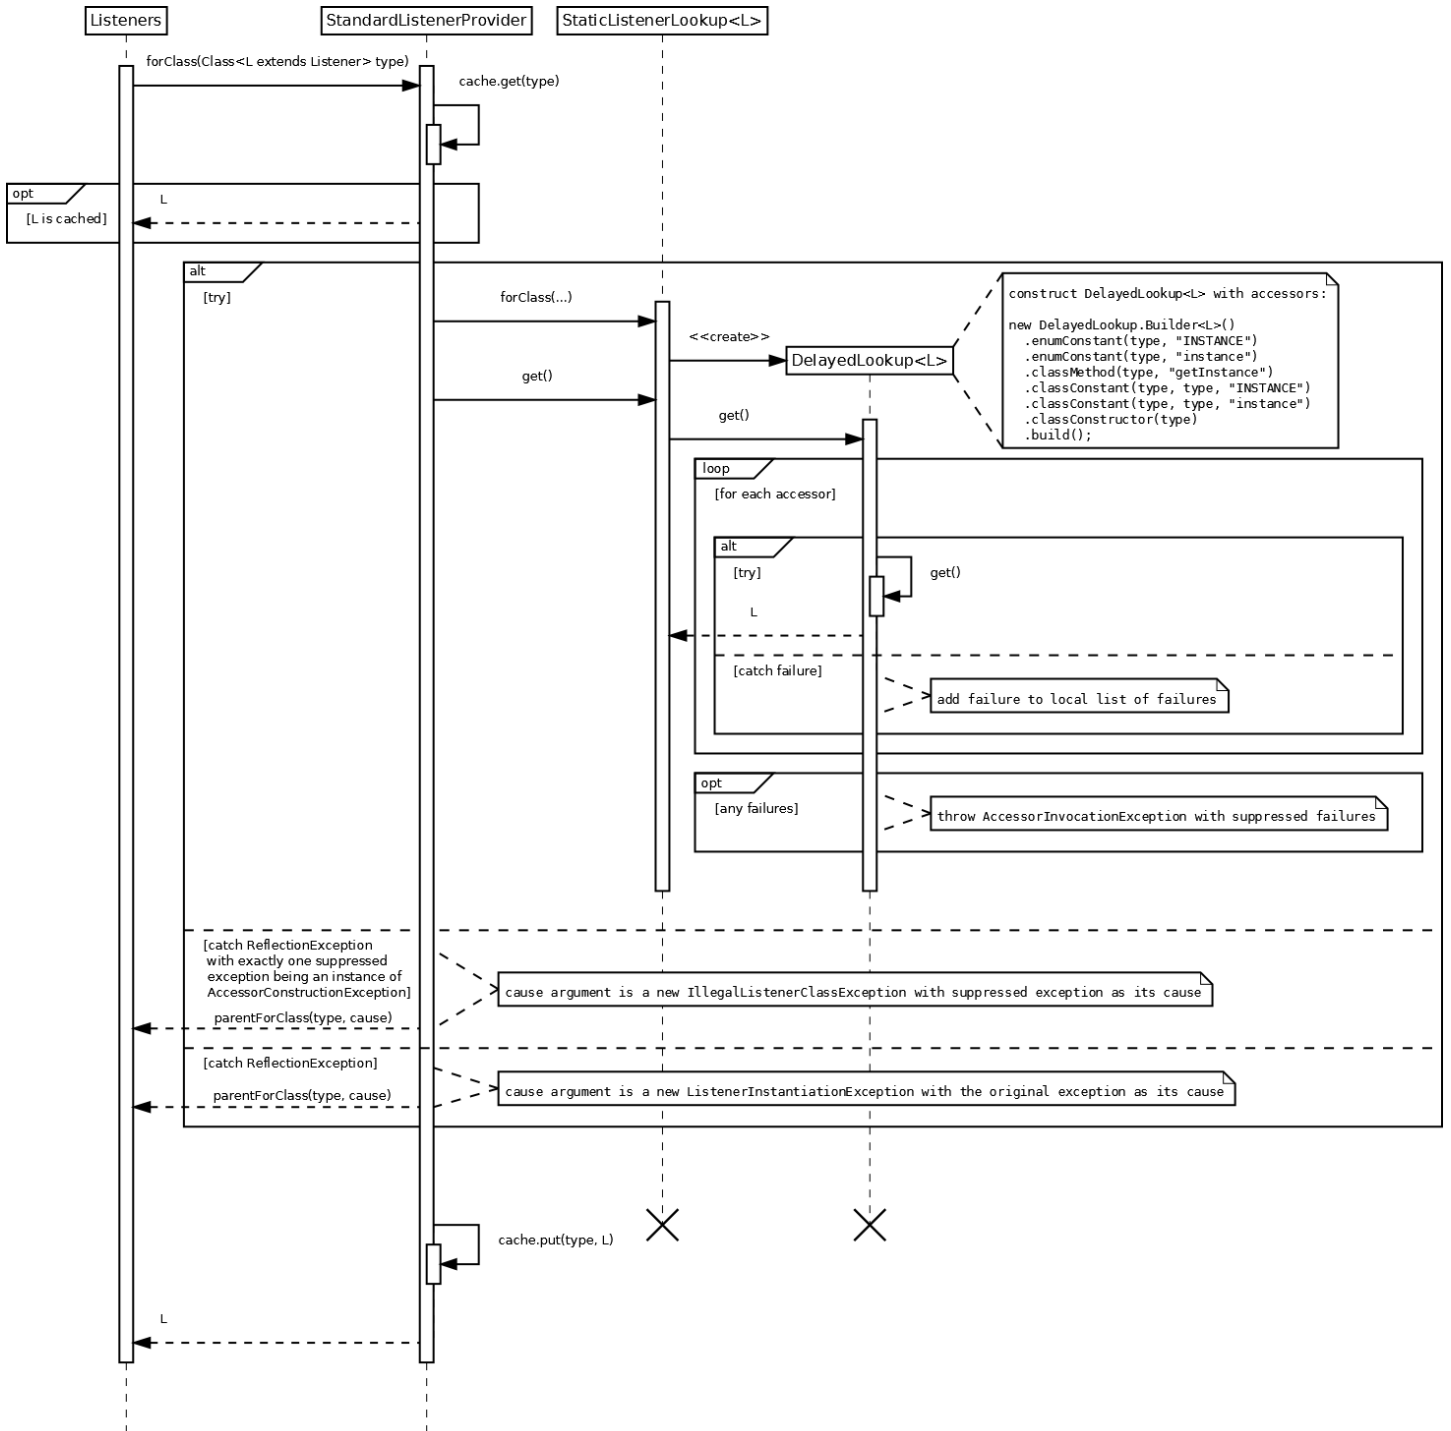 Listeners
StandardListenerProvider
StaticListenerLookup<L>
forClass(Class<L extends Listener> type)
cache.get(type)
opt
L
[L is cached]
alt
[try]
forClass(...)
<<create>>
DelayedLookup<L>
construct DelayedLookup<L> with accessors:
new DelayedLookup.Builder<L>()
.enumConstant(type, "INSTANCE")
.enumConstant(type, "instance")
.classMethod(type, "getInstance")
.classConstant(type, type, "INSTANCE")
.classConstant(type, type, "instance")
.classConstructor(type)
.build();
get()
get()
loop
[for each accessor]
alt
[try]
get()
L
[catch failure]
add failure to local list of failures
opt
[any failures]
throw AccessorInvocationException with suppressed failures
[catch ReflectionException
with exactly one suppressed
exception being an instance of
AccessorConstructionException]
cause argument is a new IllegalListenerClassException with suppressed exception as its cause
parentForClass(type, cause)
[catch ReflectionException]
cause argument is a new ListenerInstantiationException with the original exception as its cause
parentForClass(type, cause)
cache.put(type, L)
L